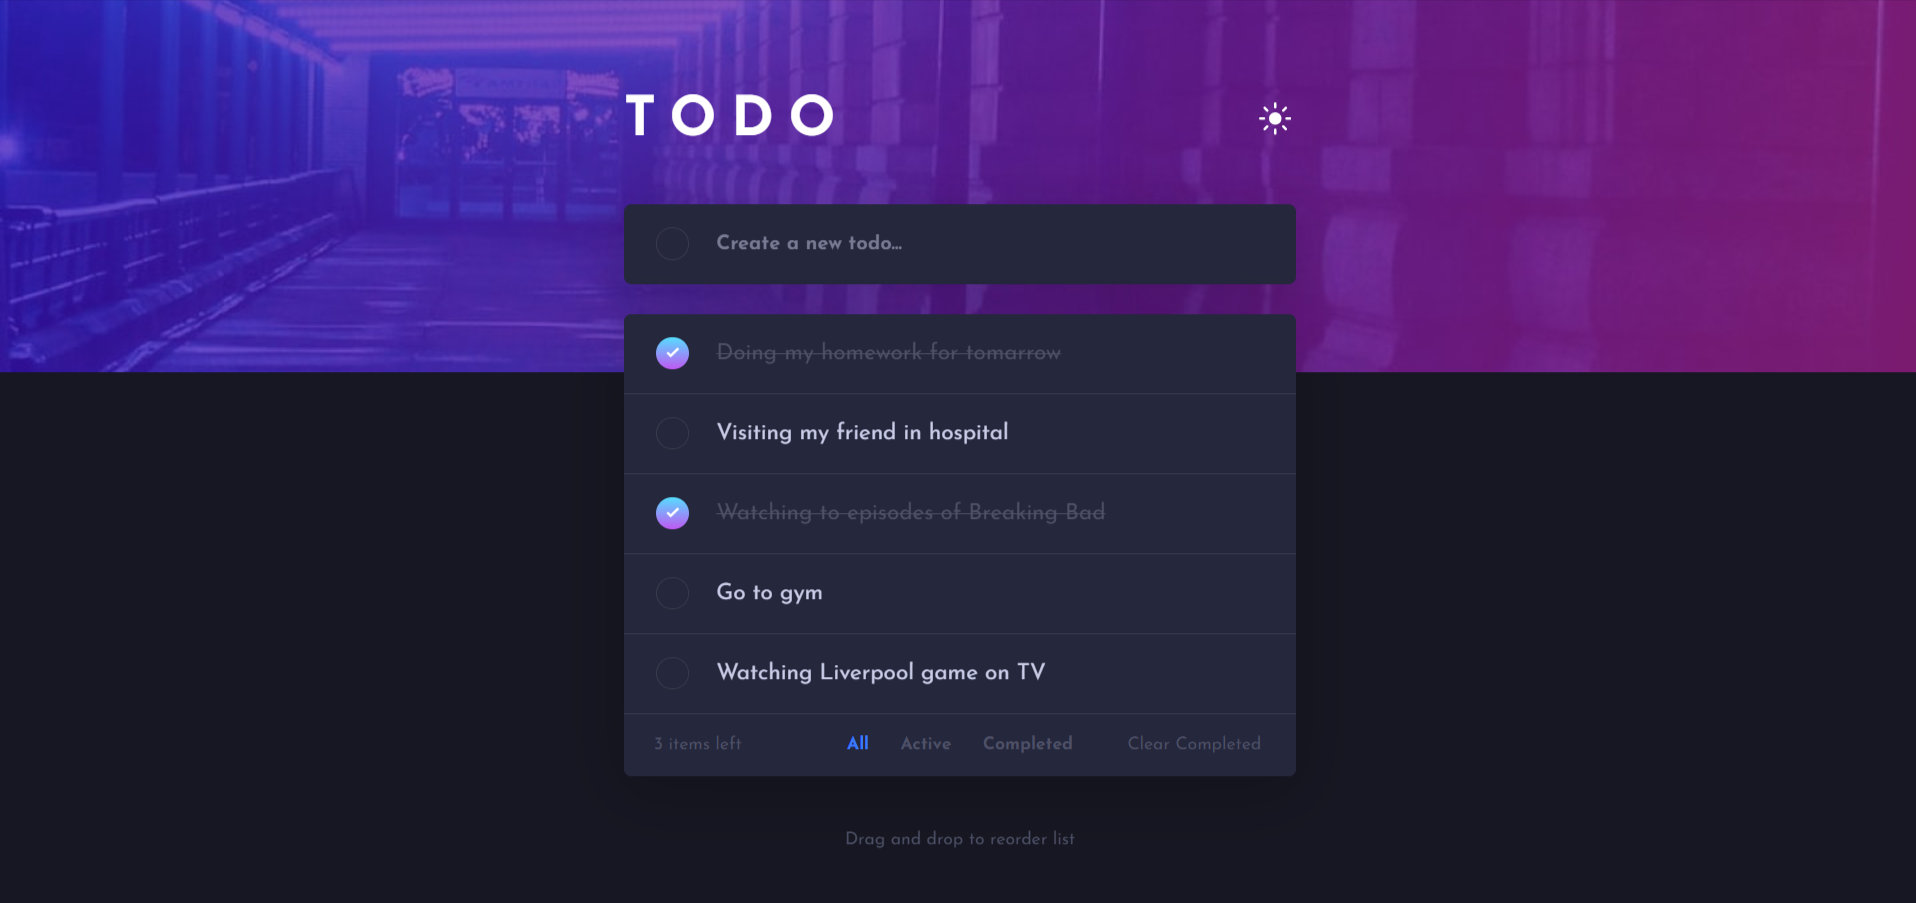 TODO
Create a new todo...
Doing my homework for tomarrow
Visiting my friend in hospital
Watching to episodes of Breaking Bad
Go to gym
Watching Liverpool game on TV
3 items left All Active Completed Clear Completed
Drag and drop to reorder list